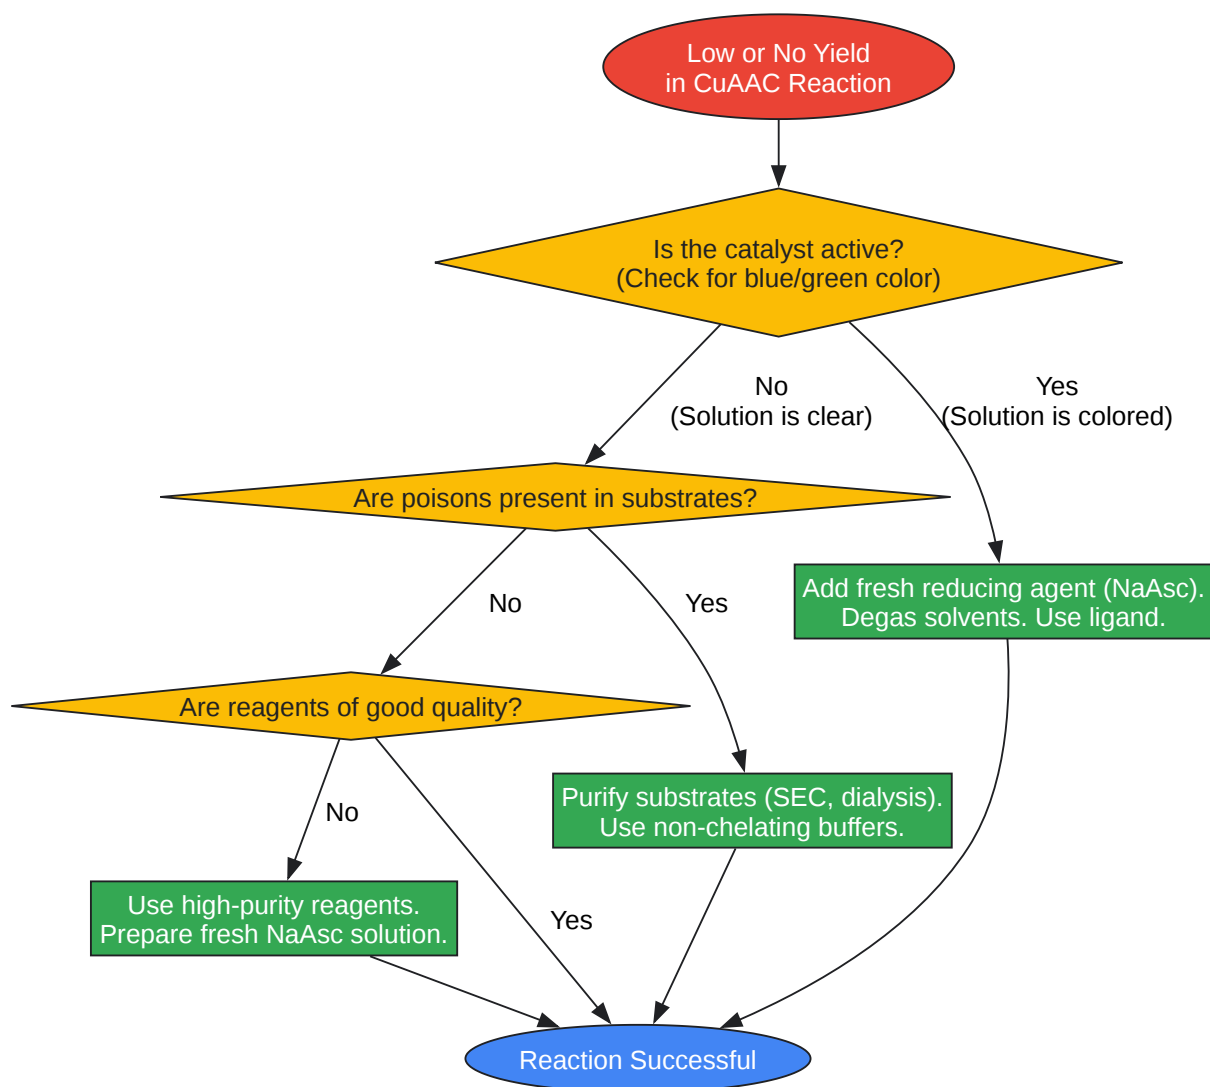 Low or No Yield
in CuAAC Reaction
Is the catalyst active?
(Check for blue/green color)
No
(Solution is clear)
Yes
(Solution is colored)
Are poisons present in substrates?
No
Yes
Add fresh reducing agent (NaAsc).
Degas solvents. Use ligand.
Are reagents of good quality?
No
Purify substrates (SEC, dialysis).
Use non-chelating buffers.
Use high-purity reagents.
Prepare fresh NaAsc solution.
Yes
Reaction Successful